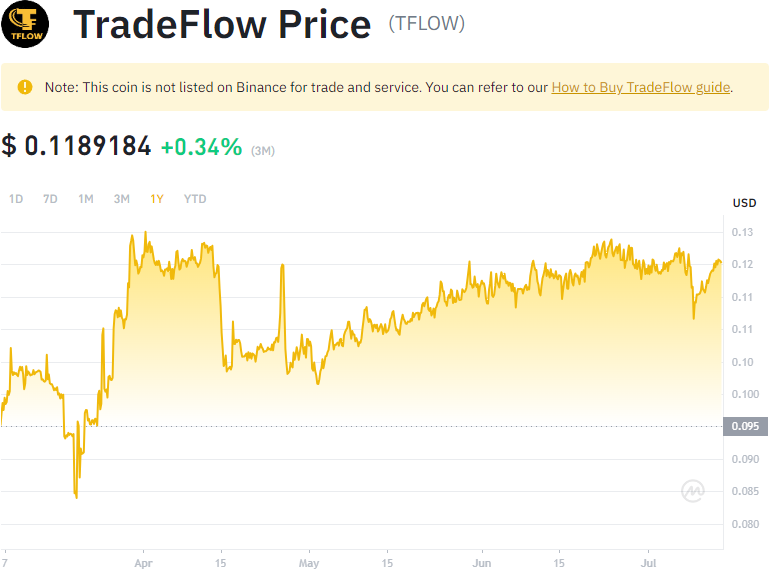 TFLOW
TradeFlow Price (TFLOW)
Note: This coin is not listed on Binance for trade and service. You can refer to our How to Buy TradeFlow guide.
$ 0.1189184 +0.34% (3M)
1D 7D 1M 3M 1Y YTD
USD
0.13
0.12
0.11
0.11
0.10
0.100
0.095
0.090
0.085
0.080
7 Apr 15 May 15 Jun 15 Jul